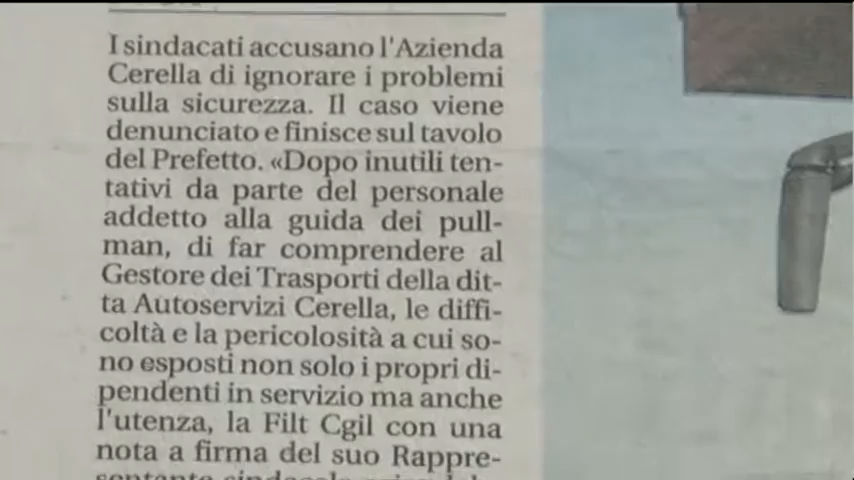 I sindacati accusano l'Azienda
Cerella di ignorare i problemi
sulla sicurezza. Il caso viene
denunciato e finisce sul tavolo
del Prefetto. «Dopo inutili ten-
tativi da parte del personale
addetto alla guida dei pull-
man, di far comprendere al
Gestore dei Trasporti della dit-
ta Autoservizi Cerella, le diffi-
coltà e la pericolosità a cui so-
no esposti non solo i propri di-
pendenti in servizio ma anche
l'utenza, la Filt Cgil con una
nota a firma del suo Rappre-
sentante sindacale